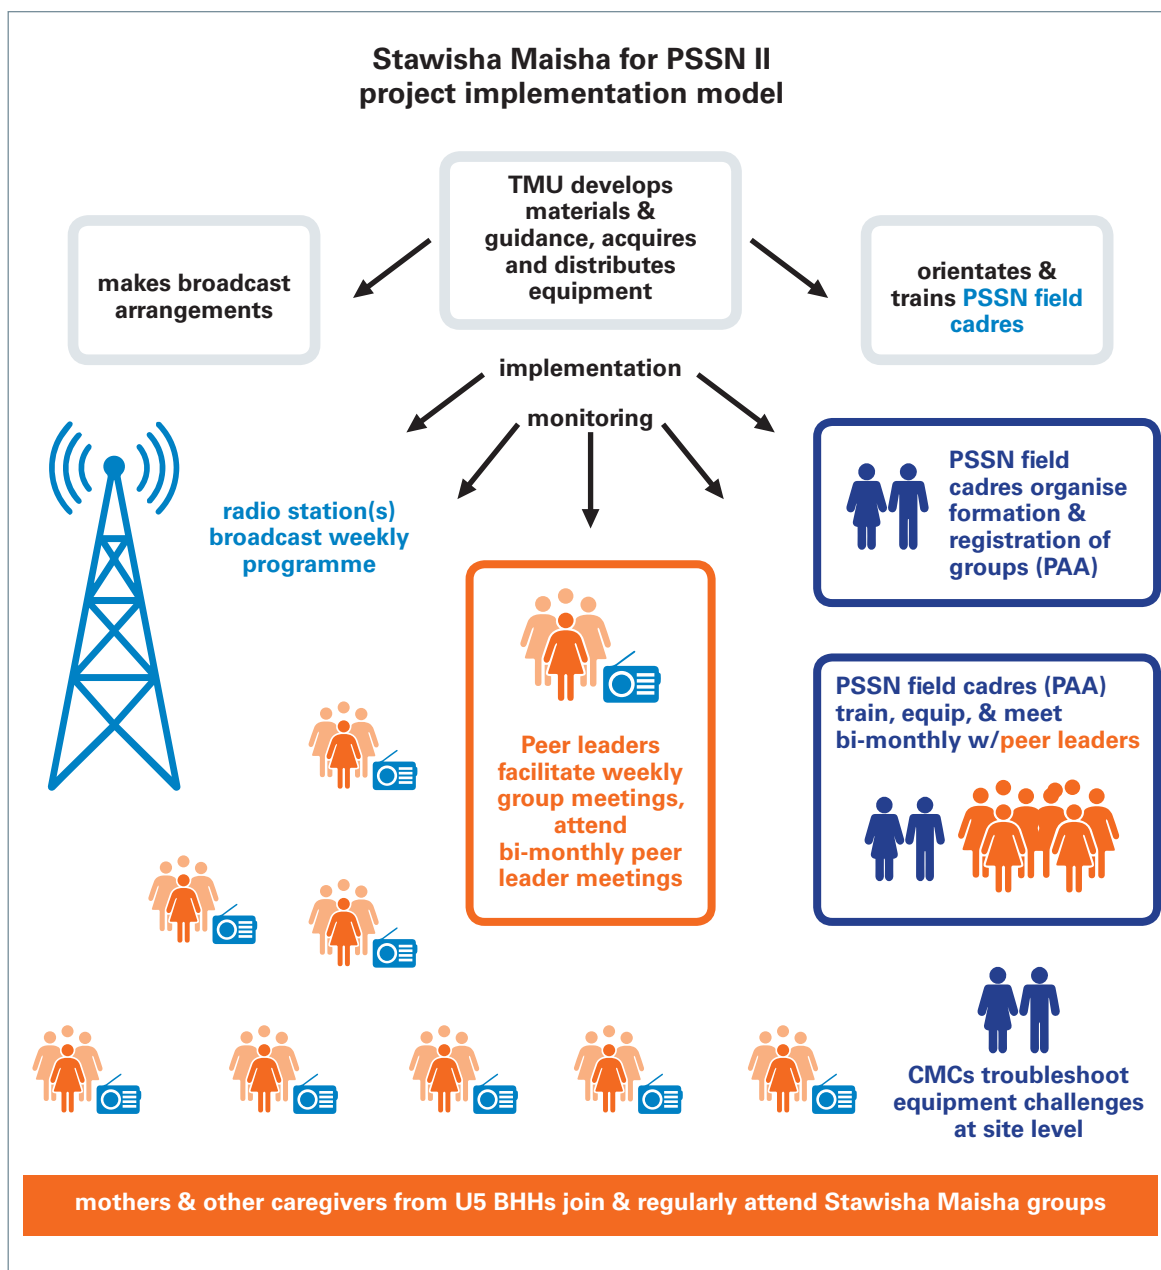 Stawisha Maisha for PSSN II
project implementation model
TMU develops
materials &
guidance, acquires
and distributes
equipment
makes broadcast
arrangements
orientates &
trains PSSN field
cadres
implementation
monitoring
radio station(s)
broadcast weekly
programme
PSSN field
cadres organise
formation &
registration of
groups (PAA)
Peer leaders
facilitate weekly
group meetings,
attend
bi-monthly peer
leader meetings
PSSN field cadres (PAA)
train, equip, & meet
bi-monthly w/peer leaders
CMCs troubleshoot
equipment challenges
at site level
mothers & other caregivers from U5 BHHs join & regularly attend Stawisha Maisha groups